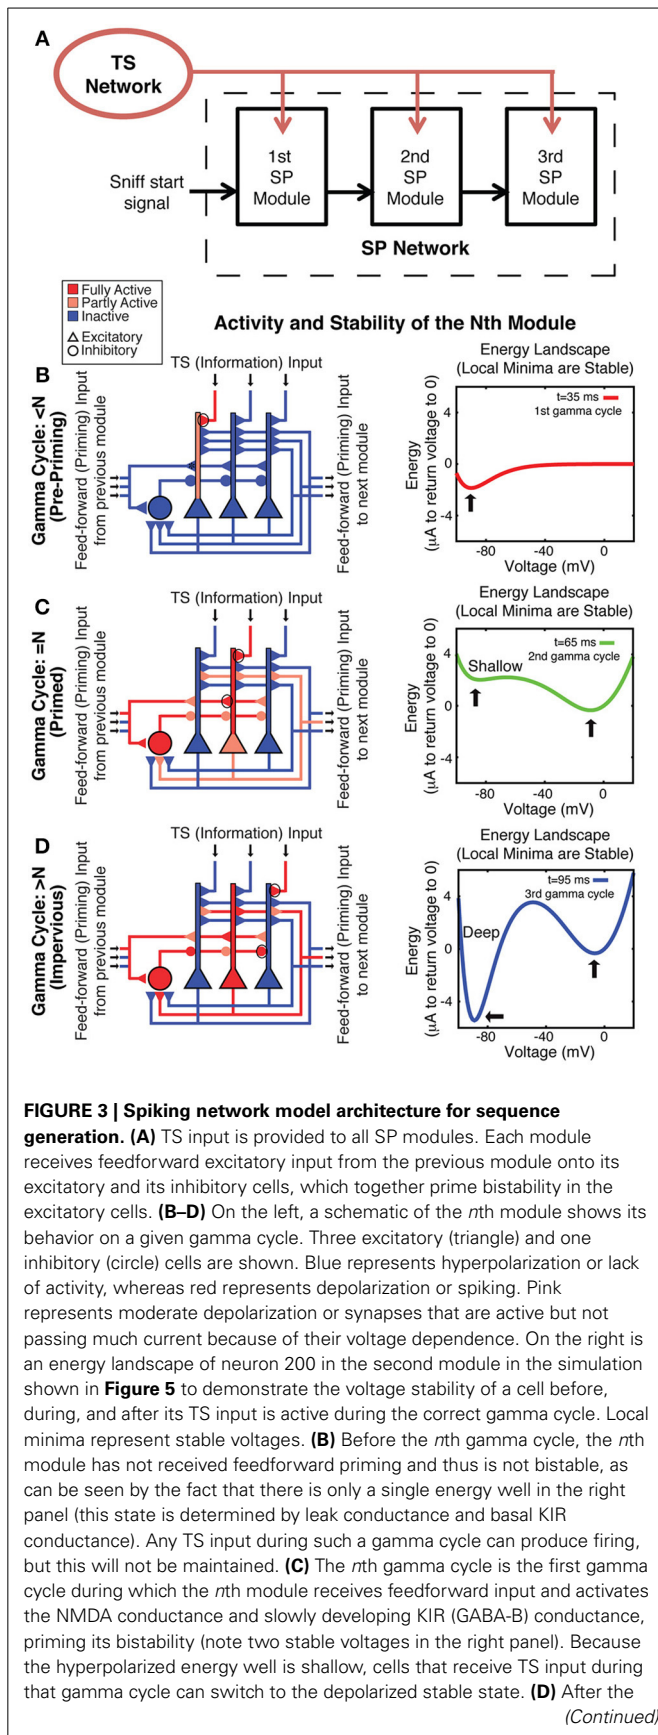 A
TS
Network
1st
SP
Module
2nd
SP
Module
3rd
SP
Module
Sniff start
signal
SP Network
Fully Active
Partly Active
Inactive
Excitatory
Inhibitory
Activity and Stability of the Nth Module
B
Gamma Cycle: <N
(Pre-Priming)
Feed-forward (Priming) Input
from previous module
TS (Information) Input
Feed-forward (Priming) Input
to next module
Energy Landscape
(Local Minima are Stable)
Energy
(µA to return voltage to 0)
4
0
-4
t=35 ms
1st gamma cycle
-80
-40
0
Voltage (mV)
C
Gamma Cycle: =N
(Primed)
Feed-forward (Priming) Input
from previous module
TS (Information) Input
Feed-forward (Priming) Input
to next module
Energy Landscape
(Local Minima are Stable)
Energy
(µA to return voltage to 0)
4
0
-4
t=65 ms
2nd gamma cycle
Shallow
-80
-40
0
Voltage (mV)
D
Gamma Cycle: >N
(Impervious)
Feed-forward (Priming) Input
from previous module
TS (Information) Input
Feed-forward (Priming) Input
to next module
Energy Landscape
(Local Minima are Stable)
Energy
(µA to return voltage to 0)
4
0
-4
t=95 ms
3rd gamma cycle
Deep
-80
-40
0
Voltage (mV)
FIGURE 3 | Spiking network model architecture for sequence
generation. (A) TS input is provided to all SP modules. Each module
receives feedforward excitatory input from the previous module onto its
excitatory and its inhibitory cells, which together prime bistability in the
excitatory cells. (B–D) On the left, a schematic of the nth module shows its
behavior on a given gamma cycle. Three excitatory (triangle) and one
inhibitory (circle) cells are shown. Blue represents hyperpolarization or lack
of activity, whereas red represents depolarization or spiking. Pink
represents moderate depolarization or synapses that are active but not
passing much current because of their voltage dependence. On the right is
an energy landscape of neuron 200 in the second module in the simulation
shown in Figure 5 to demonstrate the voltage stability of a cell before,
during, and after its TS input is active during the correct gamma cycle. Local
minima represent stable voltages. (B) Before the nth gamma cycle, the nth
module has not received feedforward priming and thus is not bistable, as
can be seen by the fact that there is only a single energy well in the right
panel (this state is determined by leak conductance and basal KIR
conductance). Any TS input during such a gamma cycle can produce firing,
but this will not be maintained. (C) The nth gamma cycle is the first gamma
cycle during which the nth module receives feedforward input and activates
the NMDA conductance and slowly developing KIR (GABA-B) conductance,
priming its bistability (note two stable voltages in the right panel). Because
the hyperpolarized energy well is shallow, cells that receive TS input during
that gamma cycle can switch to the depolarized stable state. (D) After the
(Continued)